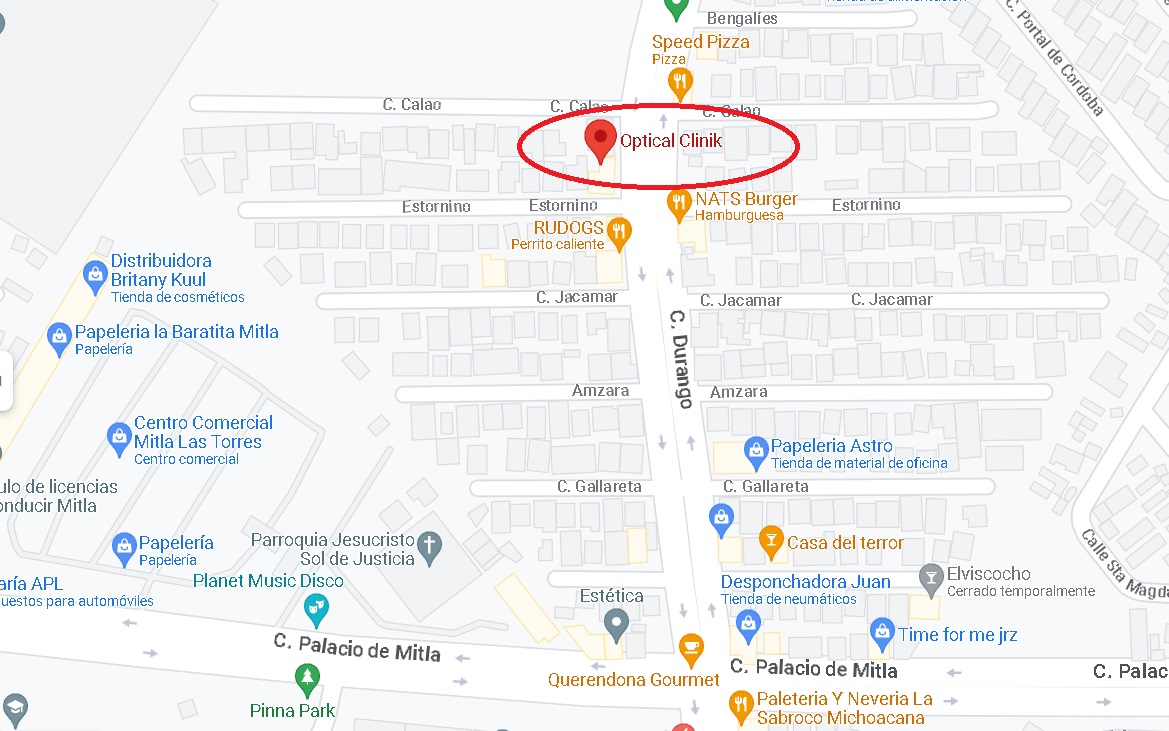 Bengalíes
Speed Pizza
Pizza
C. Portal de Cordoba
C. Calao
C. Calao
C. Calao
Optical Clinik
NATS Burger
Hamburguesa
Estornino
Estornino
Estornino
RUDOGS
Perrito caliente
Distribuidora
Britany Kuul
Tienda de cosméticos
C. Jacamar
C. Jacamar
C. Jacamar
Papeleria la Baratita Mitla
Papelería
C. Durango
Amzara
Amzara
Centro Comercial
Mitla Las Torres
Centro comercial
Papeleria Astro
Tienda de material de oficina
ulo de licencias
onducir Mitla
C. Gallareta
C. Gallareta
Papelería
Papelería
Parroquia Jesucristo
Sol de Justicia
Casa del terror
Calle Sta Magda
aría APL
uestos para automóviles
Planet Music Disco
Estética
Desponchadora Juan
Tienda de neumáticos
Elviscocho
Cerrado temporalmente
Time for me jrz
C. Palacio de Mitla
C. Palacio de Mitla
C. Palac
Querendona Gourmet
Pinna Park
Paleteria Y Neveria La
Sabroco Michoacana